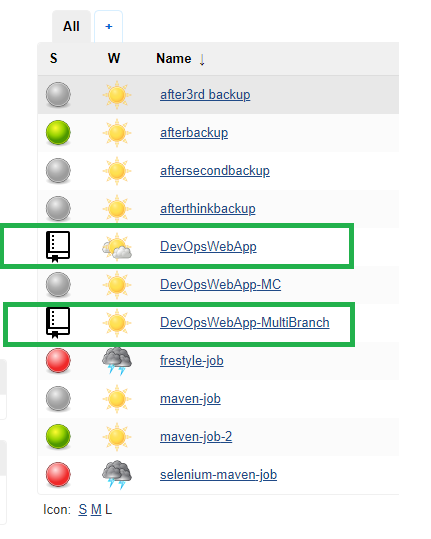 All +
S W Name ↓
after3rd backup
afterbackup
aftersecondbackup
afterthinkbackup
DevOpsWebApp
DevOpsWebApp-MC
DevOpsWebApp-MultiBranch
frestyle-job
maven-job
maven-job-2
selenium-maven-job
Icon: S M L